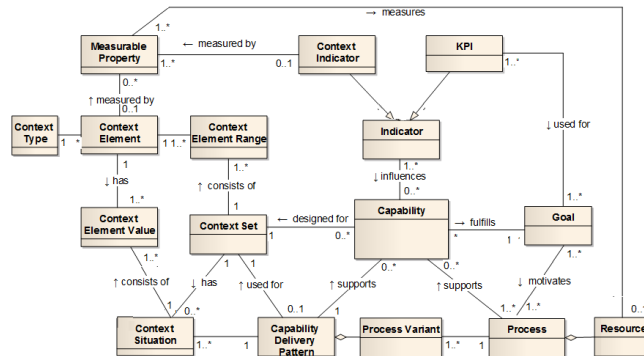 → measures
1..*
Measurable
Property
← measured by
1..*
0..1
Context
Indicator
KPI
1..*
0..*
↑ measured by
0..1
Context
Type
1
*
Context
Element
1
1..*
Context
Element Range
Indicator
↓ used for
1
↓ has
1..*
1..*
↑ consists of
1
1..*
↓ influences
0..*
1..*
Context
Element Value
Context Set
1
← designed for
0..*
Capability
→ fulfills
*
1..*
Goal
1..*
↑ consists of
1
1
↓ has
0..*
1
↑ used for
0..1
0..*
↑ supports
1
0..*
↑ supports
1..*
1..*
↓ motivates
1..*
0..*
Context
Situation
1..*
1
Capability
Delivery
Pattern
Process Variant
1..*
1
Process
Resource